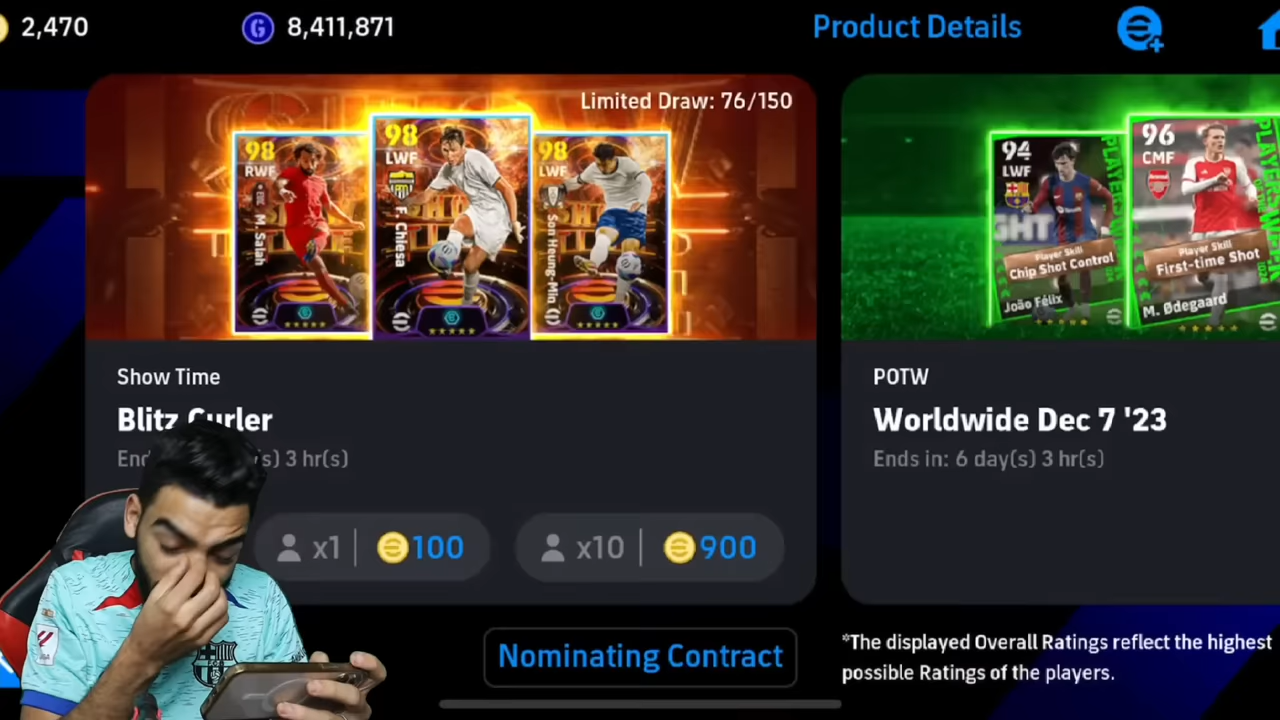 2,470
8,411,871
Product Details
Limited Draw: 76/150
98
RWF
M. Salah
98
LWF
F. Chiesa
98
LWF
Son Heung-Min
94
LWF
Player Skill
Chip Shot Control
João Félix
96
CMF
Player Skill
First-time Shot
M. Ødegaard
Show Time
Blitz Curler
3 hr(s)
x1
100
x10
900
POTW
Worldwide Dec 7 '23
Ends in: 6 day(s) 3 hr(s)
Nominating Contract
*The displayed Overall Ratings reflect the highest
possible Ratings of the players.